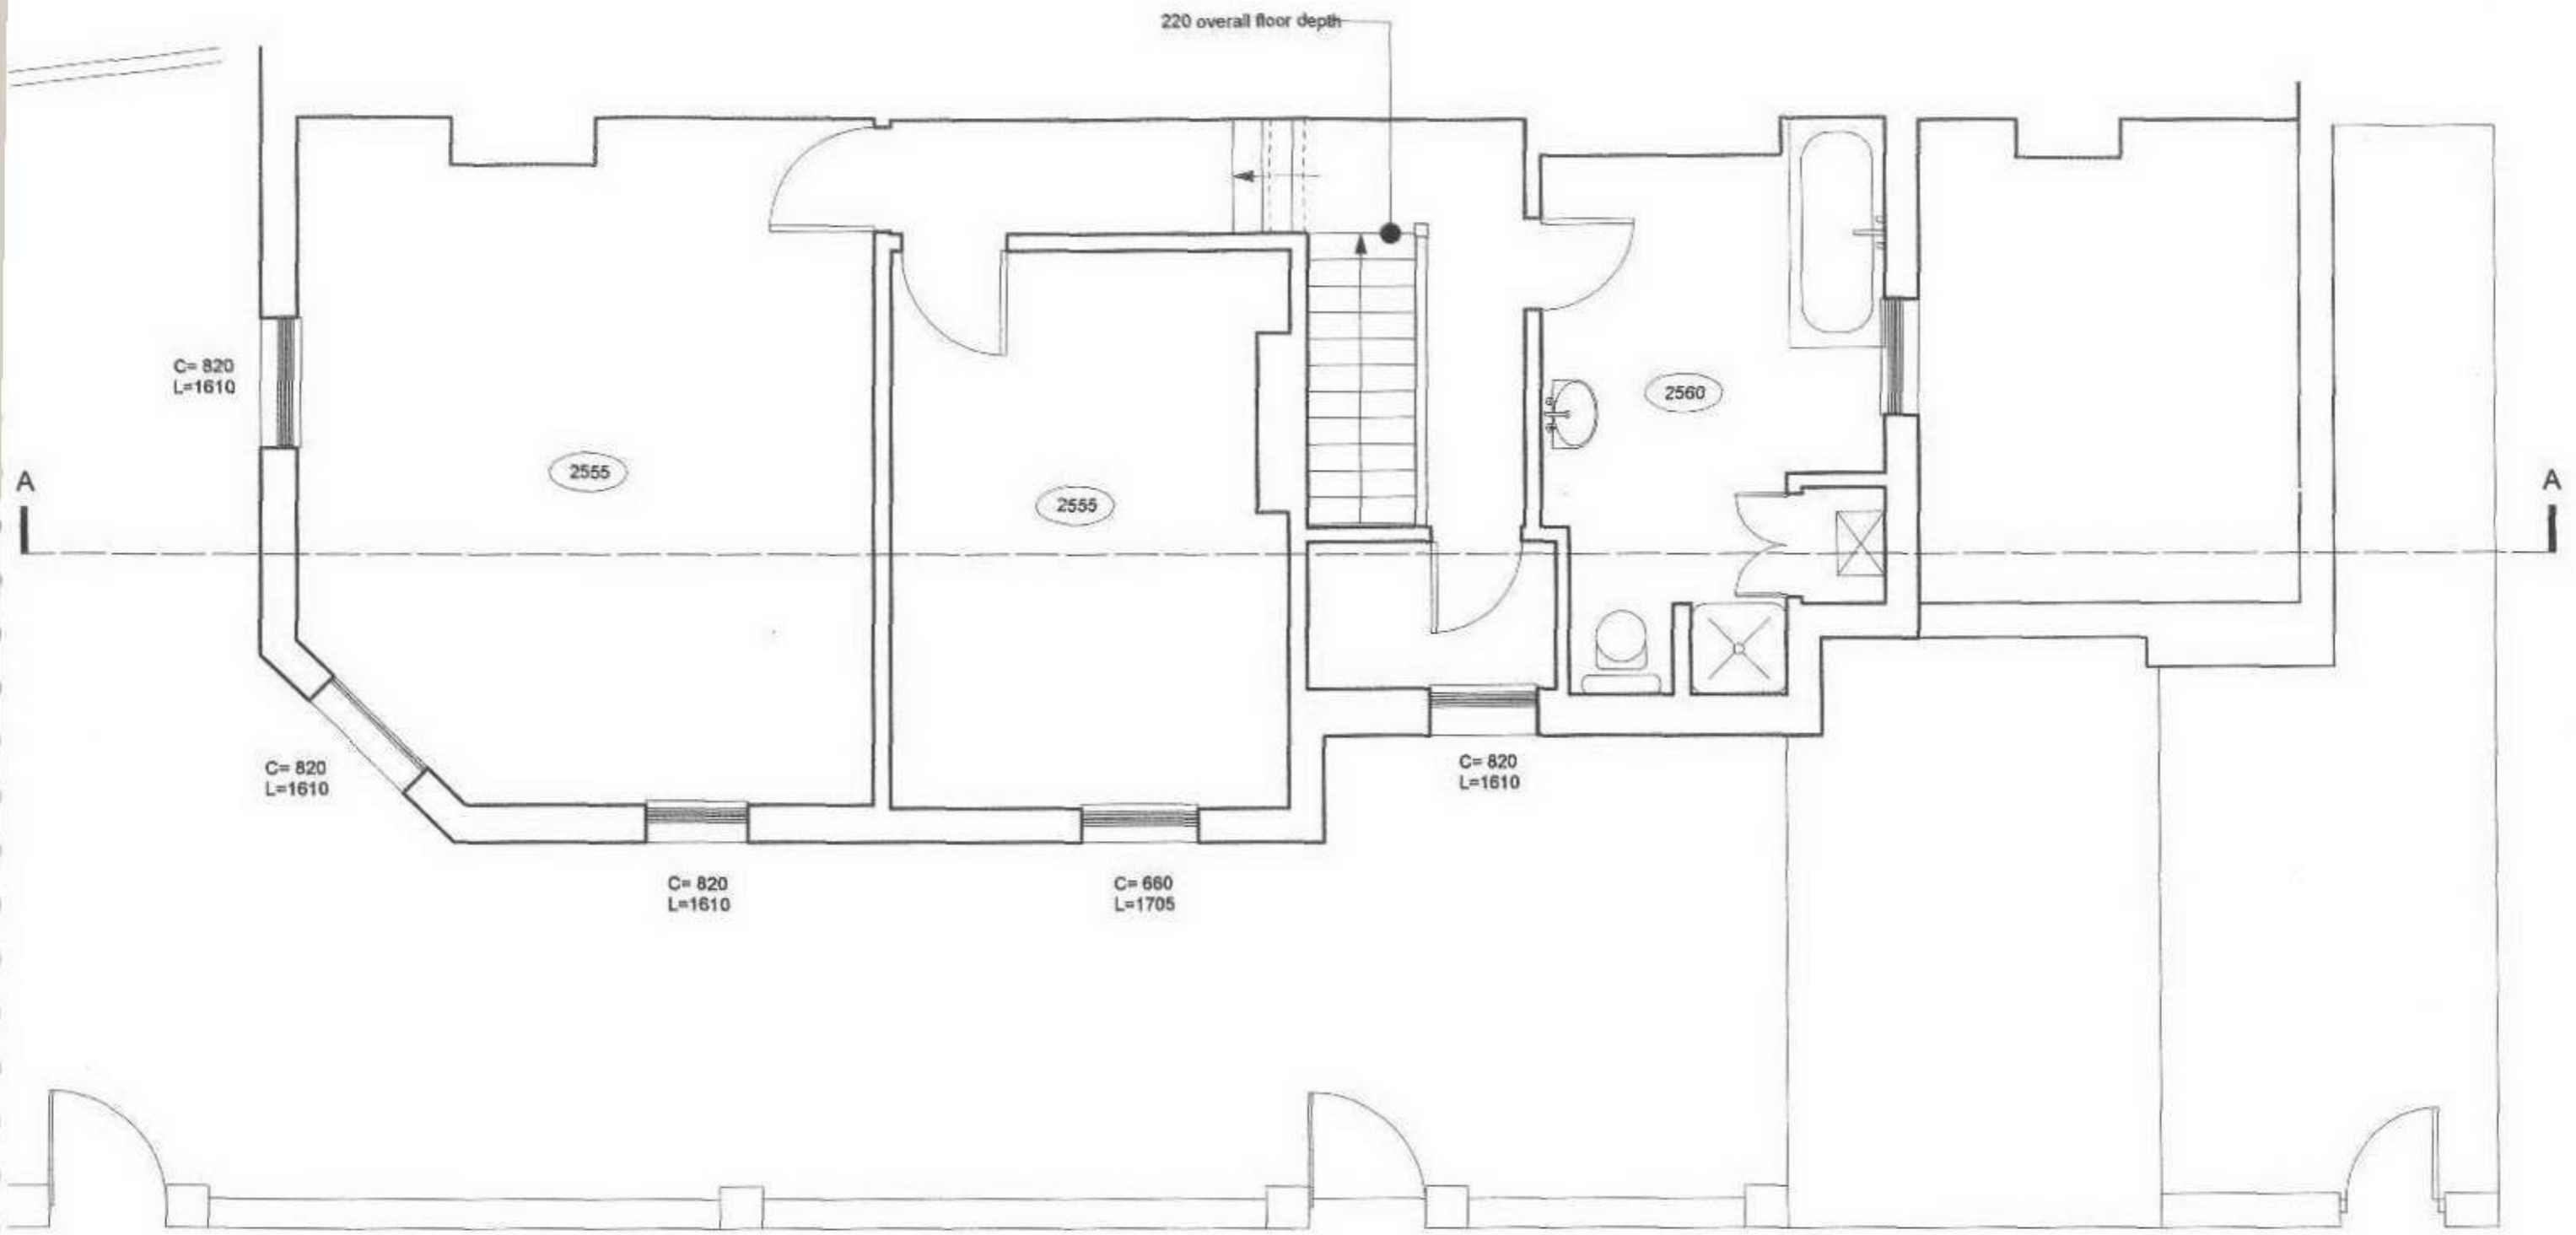 220 overall floor depth
C= 820
L=1610
2560
A
2555
2555
A
C= 820
L=1610
C= 820
L=1610
C= 820
L=1610
C= 660
L=1705